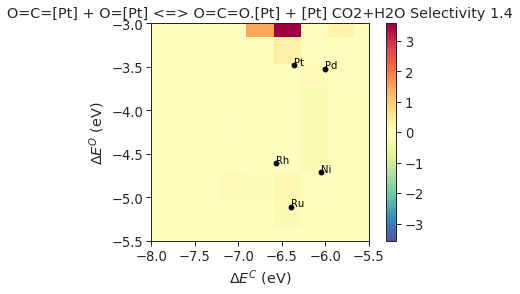 O=C=[Pt] + O=[Pt] <=> O=C=O.[Pt] + [Pt] CO2+H2O Selectivity 1.4
−3.0
−3.5
−4.0
−4.5
−5.0
−5.5
ΔE^O (eV)
Pt
Pd
Rh
Ni
Ru
−8.0 −7.5 −7.0 −6.5 −6.0 −5.5
ΔE^C (eV)
3
2
1
0
−1
−2
−3